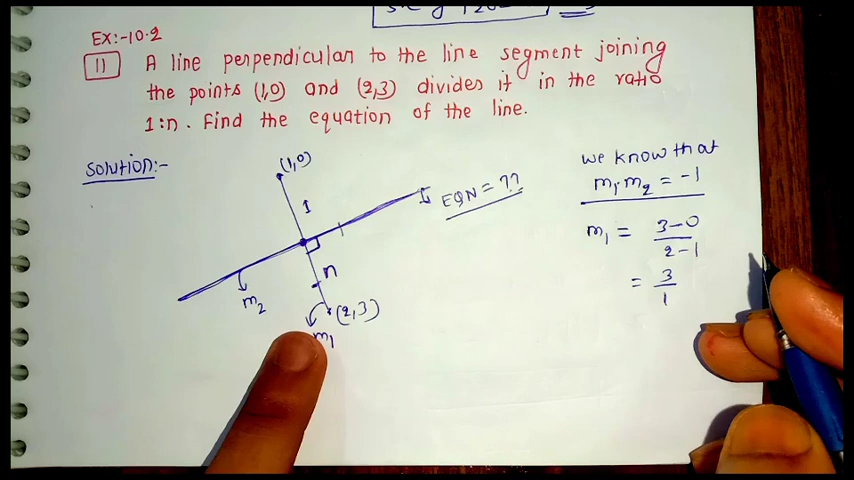 Ex:-10.2
11 A line perpendicular to the line segment joining
the points (1,0) and (2,3) divides it in the ratio
1:n. Find the equation of the line.
Solution:-
(1,0)
1
EQN = ??
n
m2
(2,3)
m1
we know that
m1.m2 = -1
m1 = 3-0
2-1
= 3
1